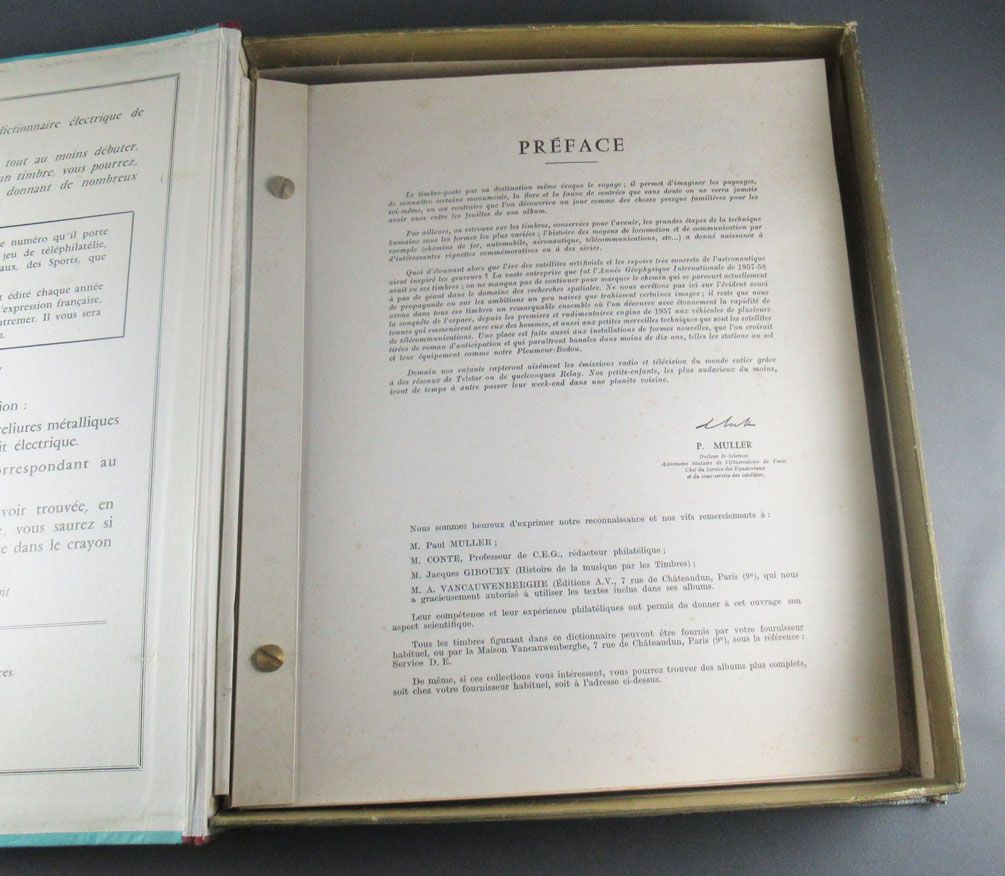 dictionnaire électrique de
tout au moins débuter,
un timbre, vous pourrez,
donnant de nombreux
numéro qu'il porte
jeu de téléphilatélie,
aux, des Sports, que
édité chaque année
expression française,
utremer. Il vous sera
ion :
reliures métalliques
it électrique.
orrespondant au
voir trouvée, en
, vous saurez si
e dans le crayon
nt
res.
PRÉFACE
Le timbre-poste par sa destination même évoque le voyage ; il permet d'imaginer les paysages,
de connaître certains monuments, la flore et la faune de contrées que sans doute on ne verra jamais
soi-même, ou au contraire que l'on découvrira un jour comme des choses presque familières pour les
avoir vues entre les feuilles de son album.
Par ailleurs, on retrouve sur les timbres, conservées pour l'avenir, les grandes étapes de la technique
humaine sous les formes les plus variées ; l'histoire des moyens de locomotion et de communication par
exemple (chemins de fer, automobile, aéronautique, télécommunications, etc...) a donné naissance à
d'intéressantes vignettes commémoratives ou à des séries.
Quoi d'étonnant alors que l'ère des satellites artificiels et les espoirs très concrets de l'astronautique
aient inspiré les graveurs ? La vaste entreprise que fut l'Année Géophysique Internationale de 1957-58
avait eu ses timbres ; on ne manqua pas de continuer pour marquer le chemin qui se parcourt actuellement
à pas de géant dans le domaine des recherches spatiales. Ne nous arrêtons pas ici sur l'évident souci
de propagande ou sur les ambitions un peu naïves que trahissent certaines images ; il reste que nous
avons dans tous ces timbres un remarquable ensemble où l'on découvre avec étonnement la rapidité de
la conquête de l'espace, depuis les premiers et rudimentaires engins de 1957 aux véhicules de plusieurs
tonnes qui emmenèrent avec eux des hommes, et aussi aux petites merveilles techniques que sont les satellites
de télécommunications. Une place est faite aussi aux installations de formes nouvelles, que l'on croirait
tirées de roman d'anticipation et qui paraîtront banales dans moins de dix ans, telles les stations au sol
et leur équipement comme notre Pleumeur-Bodou.
Demain nos enfants capteront aisément les émissions radio et télévision du monde entier grâce
à des réseaux de Telstar ou de quelconques Relay. Nos petits-enfants, les plus audacieux du moins,
iront de temps à autre passer leur week-end dans une planète voisine.
P. MULLER
Docteur ès-Sciences
Astronome titulaire de l'Observatoire de Paris
Chef du Service des Equatoriaux
et du sous-service des satellites.
Nous sommes heureux d'exprimer notre reconnaissance et nos vifs remerciements à :
M. Paul MULLER ;
M. CONTE, Professeur de C.E.G., rédacteur philatélique ;
M. Jacques GIBOURY (Histoire de la musique par les Timbres) ;
M. A. VANCAUWENBERGHE (Éditions A.V., 7 rue de Châteaudun, Paris (9e), qui nous
a gracieusement autorisé à utiliser les textes inclus dans ses albums.
Leur compétence et leur expérience philatéliques ont permis de donner à cet ouvrage son
aspect scientifique.
Tous les timbres figurant dans ce dictionnaire peuvent être fournis par votre fournisseur
habituel, ou par la Maison Vancauwenberghe, 7 rue de Châteaudun, Paris (9e), sous la référence :
Service D. E.
De même, si ces collections vous intéressent, vous pourrez trouver des albums plus complets,
soit chez votre fournisseur habituel, soit à l'adresse ci-dessus.